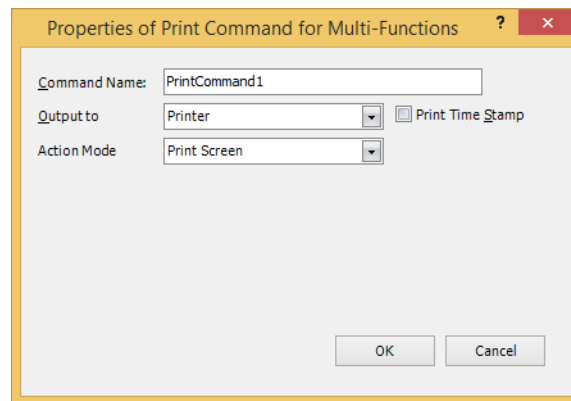 Properties of Print Command for Multi-Functions ? ×
Command Name: PrintCommand1
Output to Printer Print Time Stamp
Action Mode Print Screen
OK Cancel